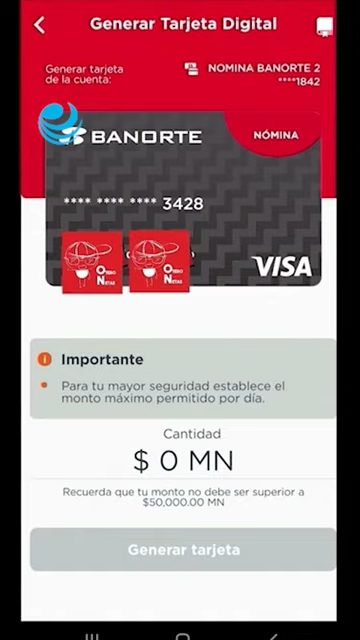 Generar Tarjeta Digital
Generar tarjeta
de la cuenta:
NOMINA BANORTE 2
****1842
BANORTE
NÓMINA
**** **** **** 3428
VISA
Importante
Para tu mayor seguridad establece el
monto máximo permitido por día.
Cantidad
$ 0 MN
Recuerda que tu monto no debe ser superior a
$50,000.00 MN
Generar tarjeta